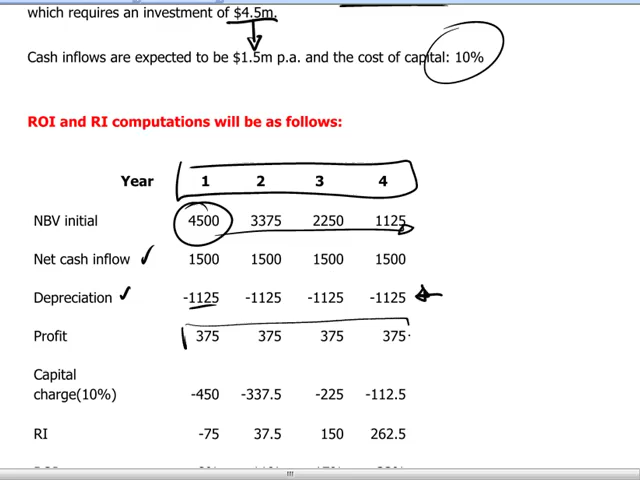 which requires an investment of $4.5m.
Cash inflows are expected to be $1.5m p.a. and the cost of capital: 10%
ROI and RI computations will be as follows:
Year 1 2 3 4
NBV initial 4500 3375 2250 1125
Net cash inflow 1500 1500 1500 1500
Depreciation -1125 -1125 -1125 -1125
Profit 375 375 375 375
Capital
charge(10%) -450 -337.5 -225 -112.5
RI -75 37.5 150 262.5